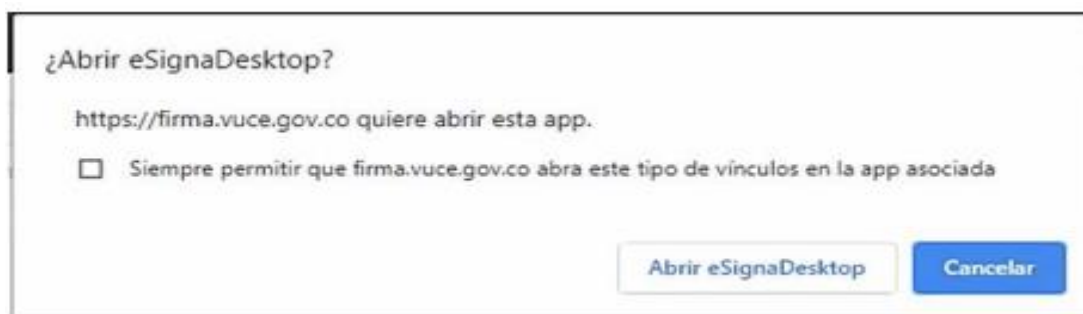 ¿Abrir eSignaDesktop?
https://firma.vuce.gov.co quiere abrir esta app.
Siempre permitir que firma.vuce.gov.co abra este tipo de vínculos en la app asociada
Abrir eSignaDesktop Cancelar